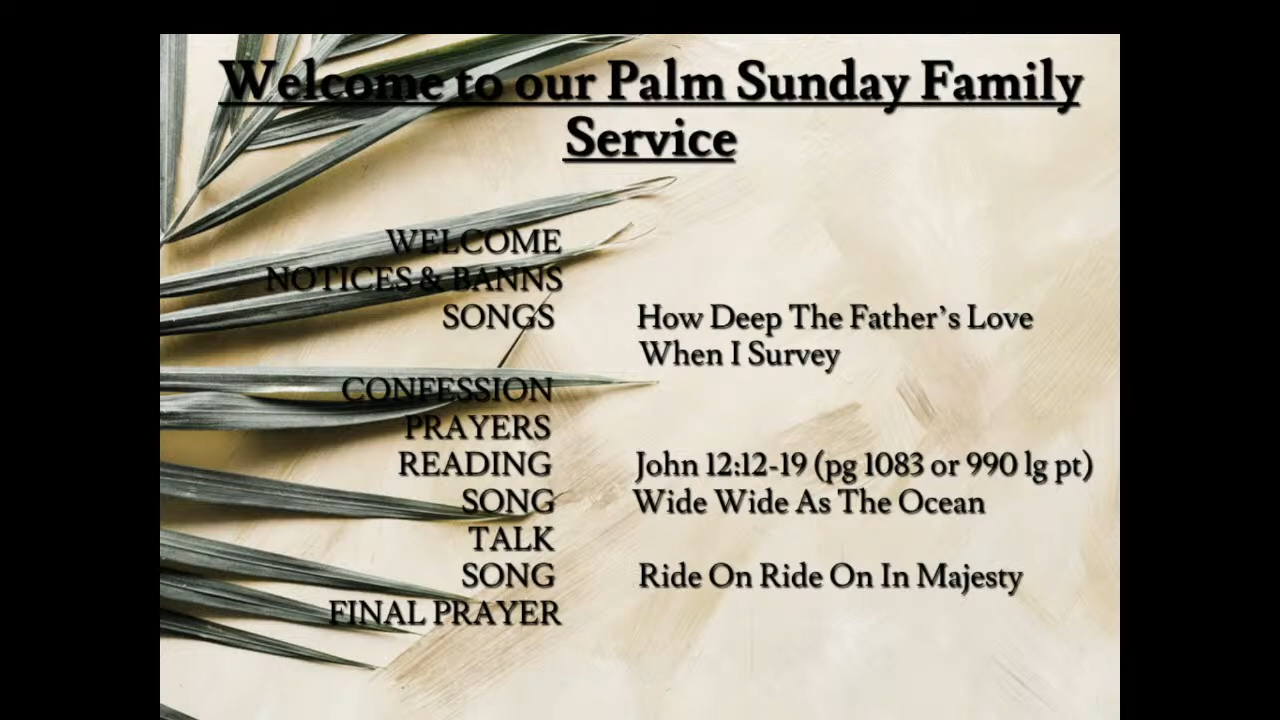 Welcome to our Palm Sunday Family
Service
WELCOME
NOTICES & BANNS
SONGS How Deep The Father's Love
When I Survey
CONFESSION
PRAYERS
READING John 12:12-19 (pg 1083 or 990 lg pt)
SONG Wide Wide As The Ocean
TALK
SONG Ride On Ride On In Majesty
FINAL PRAYER